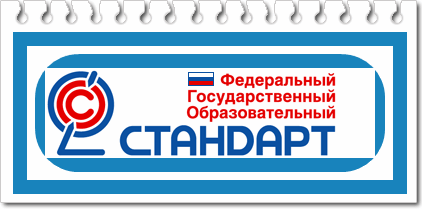 Федеральный
Государственный
Образовательный
СТАНДАРТ